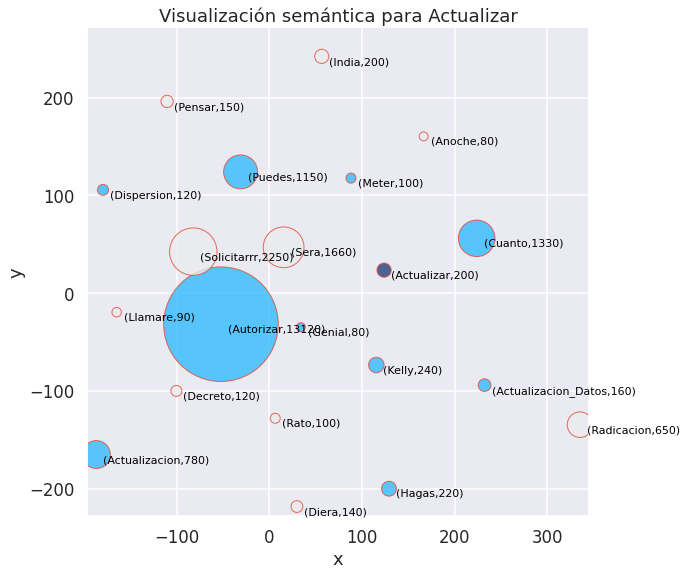 Visualización semántica para Actualizar
(India,200)
200
(Pensar,150)
(Anoche,80)
(Puedes,1150)
(Meter,100)
100
(Dispersion,120)
(Cuanto,1330)
(Sera,1660)
(Solicitarrr,2250)
(Actualizar,200)
y
0
(Llamare,90)
(Autorizar,13120)
(Genial,80)
(Kelly,240)
−100
(Decreto,120)
(Actualizacion_Datos,160)
(Rato,100)
(Radicacion,650)
(Actualizacion,780)
−200
(Hagas,220)
(Diera,140)
−100 0 100 200 300
x